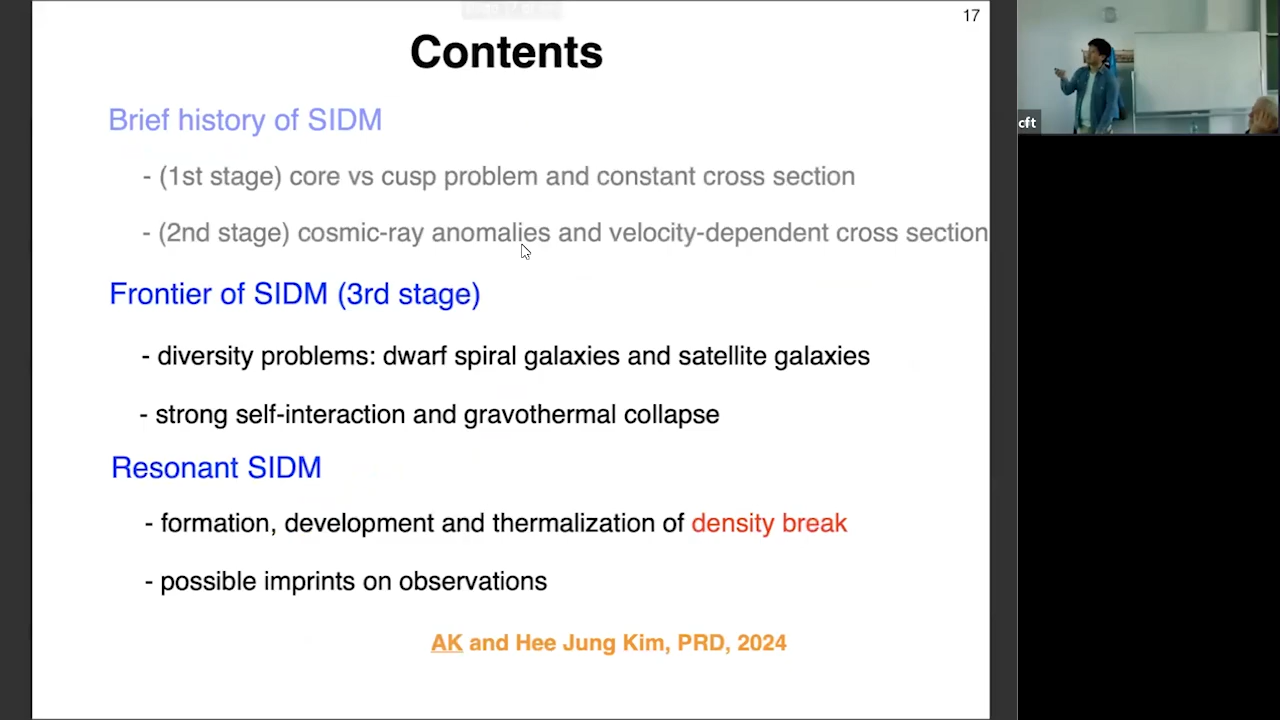 17
Contents
Brief history of SIDM
- (1st stage) core vs cusp problem and constant cross section
- (2nd stage) cosmic-ray anomalies and velocity-dependent cross section
Frontier of SIDM (3rd stage)
- diversity problems: dwarf spiral galaxies and satellite galaxies
- strong self-interaction and gravothermal collapse
Resonant SIDM
- formation, development and thermalization of density break
- possible imprints on observations
AK and Hee Jung Kim, PRD, 2024
cft